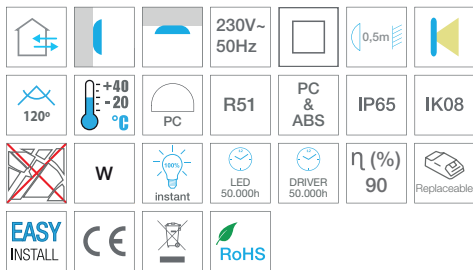 230V~
50Hz
0,5m
120º
+40
-20
°C
PC
R51
PC
&
ABS
IP65
IK08
W
100%
instant
LED
50.000h
DRIVER
50.000h
η (%)
90
Replaceable
EASY
INSTALL
CE
RoHS